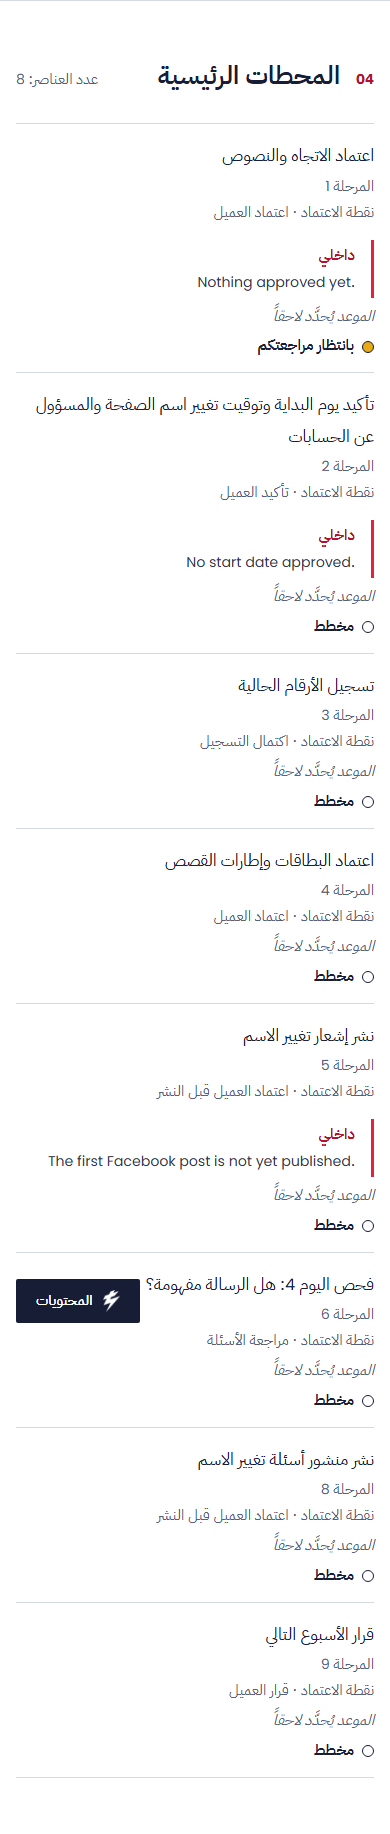 04 المحطات الرئيسية
عدد العناصر: 8
اعتماد الاتجاه والنصوص
المرحلة 1
نقطة الاعتماد · اعتماد العميل
داخلي
Nothing approved yet.
الموعد يُحدَّد لاحقاً
بانتظار مراجعتكم
تأكيد يوم البداية وتوقيت تغيير اسم الصفحة والمسؤول
عن الحسابات
المرحلة 2
نقطة الاعتماد · تأكيد العميل
داخلي
No start date approved.
الموعد يُحدَّد لاحقاً
مخطط
تسجيل الأرقام الحالية
المرحلة 3
نقطة الاعتماد · اكتمال التسجيل
الموعد يُحدَّد لاحقاً
مخطط
اعتماد البطاقات وإطارات القصص
المرحلة 4
نقطة الاعتماد · اعتماد العميل
الموعد يُحدَّد لاحقاً
مخطط
نشر إشعار تغيير الاسم
المرحلة 5
نقطة الاعتماد · اعتماد العميل قبل النشر
داخلي
The first Facebook post is not yet published.
الموعد يُحدَّد لاحقاً
مخطط
فحص اليوم 4: هل الرسالة مفهومة؟
المحتويات
المرحلة 6
نقطة الاعتماد · مراجعة الأسئلة
الموعد يُحدَّد لاحقاً
مخطط
نشر منشور أسئلة تغيير الاسم
المرحلة 8
نقطة الاعتماد · اعتماد العميل قبل النشر
الموعد يُحدَّد لاحقاً
مخطط
قرار الأسبوع التالي
المرحلة 9
نقطة الاعتماد · قرار العميل
الموعد يُحدَّد لاحقاً
مخطط